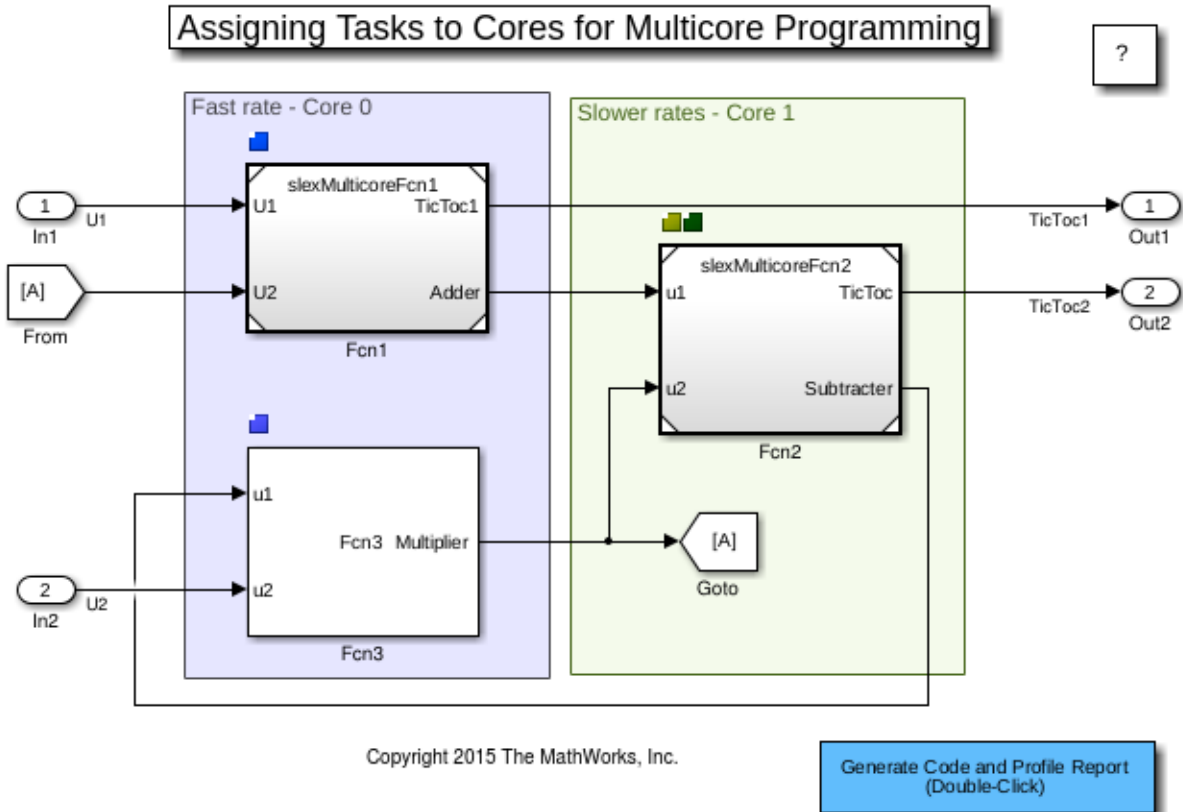 Assigning Tasks to Cores for Multicore Programming
?
Fast rate - Core 0
Slower rates - Core 1
slexMulticoreFcn1
1
U1
U1
TicToc1
TicToc1
1
In1
Out1
slexMulticoreFcn2
[A]
U2
Adder
u1
TicToc
TicToc2
2
From
Out2
Fcn1
u2
Subtracter
Fcn2
u1
Fcn3
Multiplier
[A]
2
U2
u2
Goto
In2
Fcn3
Copyright 2015 The MathWorks, Inc.
Generate Code and Profile Report
(Double-Click)